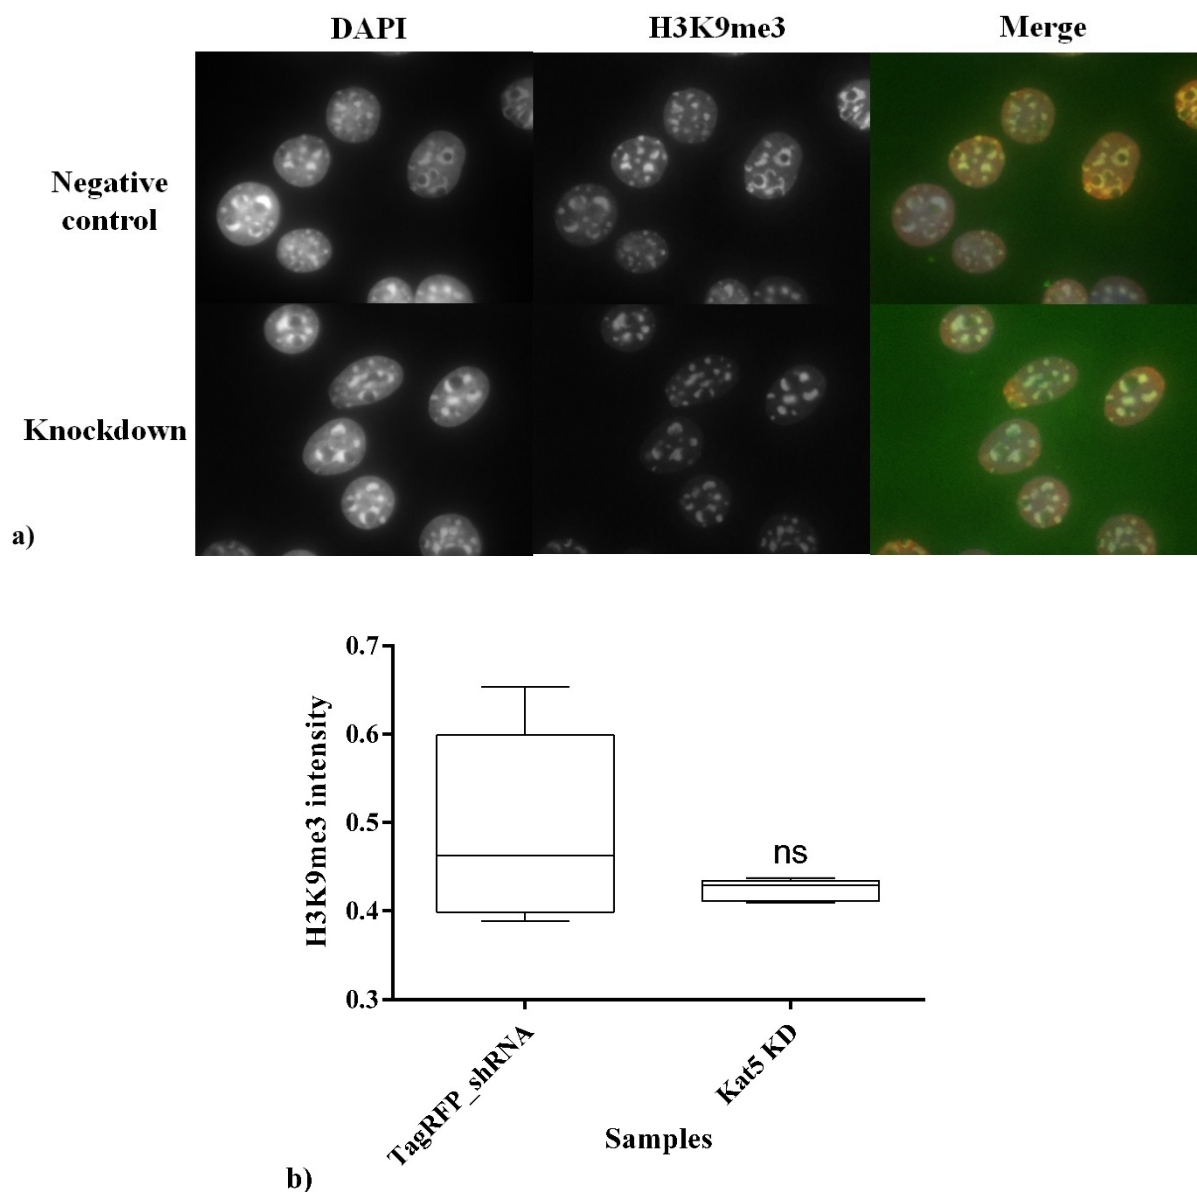 DAPI H3K9me3 Merge
Negative
control
Knockdown
a)
0.7
0.6
0.5
0.4
0.3
H3K9me3 intensity
ns
TagRFP_shRNA
Kat5 KD
Samples
b)